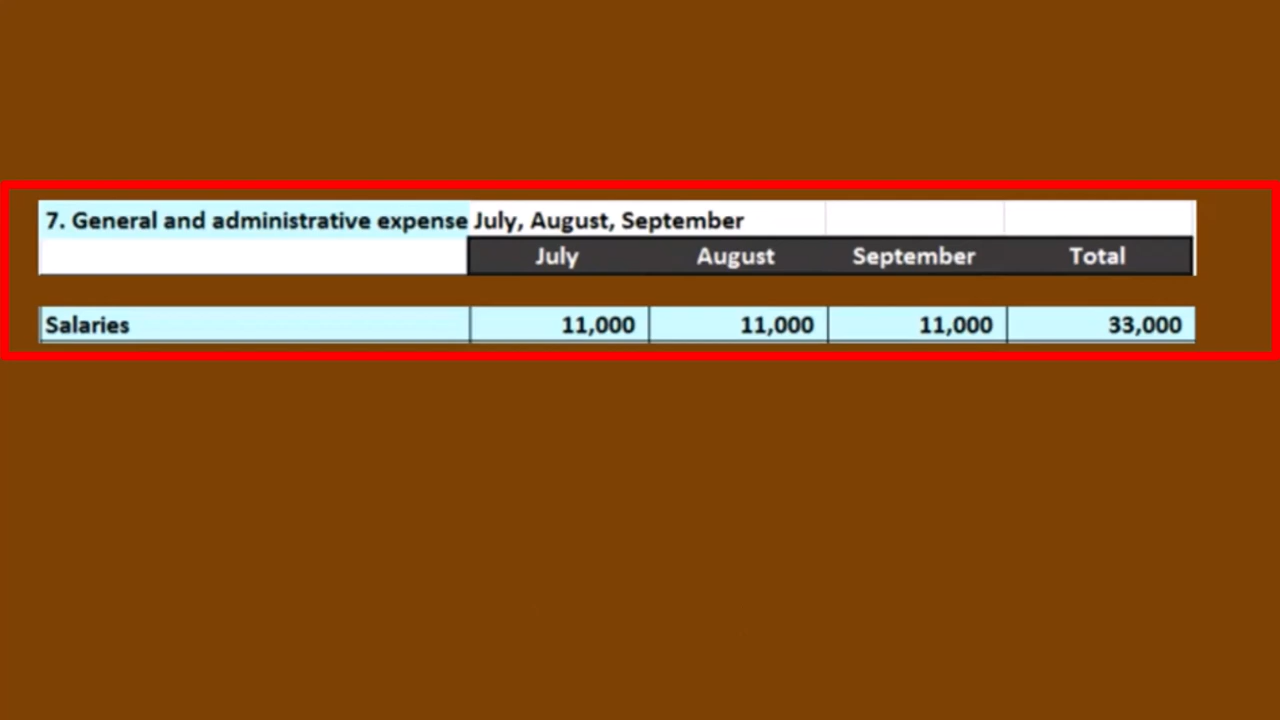 7. General and administrative expense July, August, September
July August September Total
Salaries 11,000 11,000 11,000 33,000